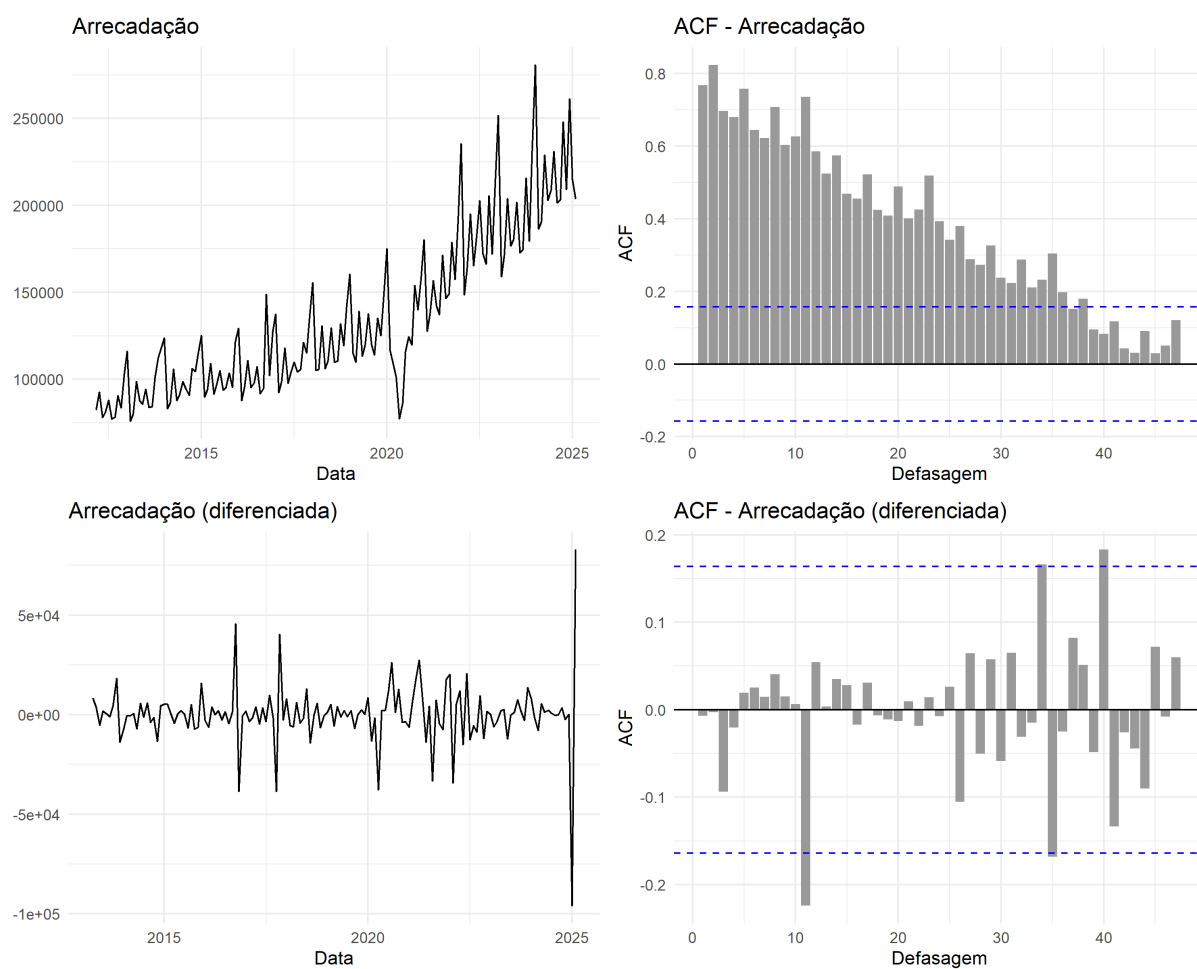 Arrecadação
250000
200000
150000
100000
2015
2020
2025
Data
ACF - Arrecadação
0.8
0.6
0.4
0.2
0.0
-0.2
ACF
0
10
20
30
40
Defasagem
Arrecadação (diferenciada)
5e+04
0e+00
-5e+04
-1e+05
2015
2020
2025
Data
ACF - Arrecadação (diferenciada)
0.2
0.1
0.0
-0.1
-0.2
ACF
0
10
20
30
40
Defasagem